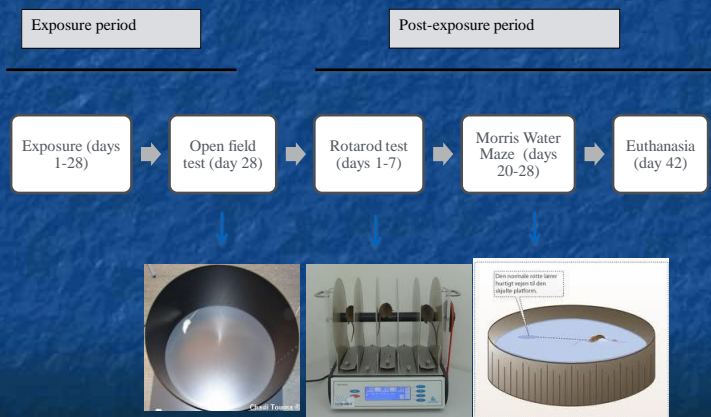 Exposure period
Post-exposure period
Exposure (days
1-28)
Open field
test (day 28)
Rotarod test
(days 1-7)
Morris Water
Maze (days
20-28)
Euthanasia
(day 42)
Den normale rotte lærer
hurtigt vejen til den
skjulte platform.
Chadi Touma ©